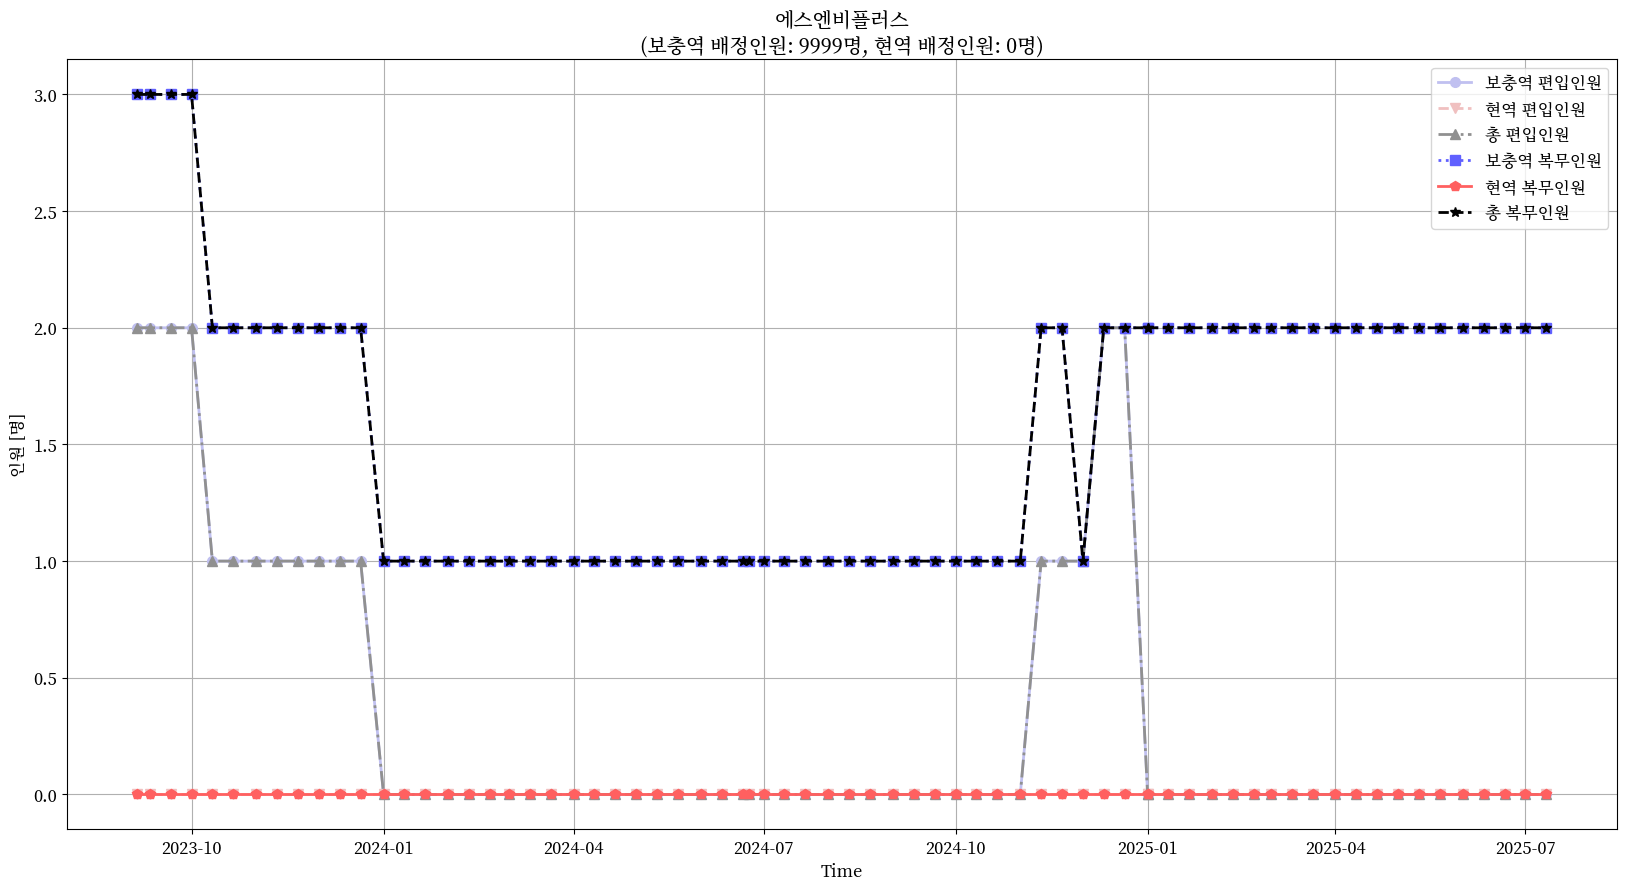 에스엔비플러스
(보충역 배정인원: 9999명, 현역 배정인원: 0명)
보충역 편입인원
현역 편입인원
총 편입인원
보충역 복무인원
현역 복무인원
총 복무인원
3.0
2.5
2.0
1.5
1.0
0.5
0.0
인원 [명]
2023-10
2024-01
2024-04
2024-07
2024-10
2025-01
2025-04
2025-07
Time